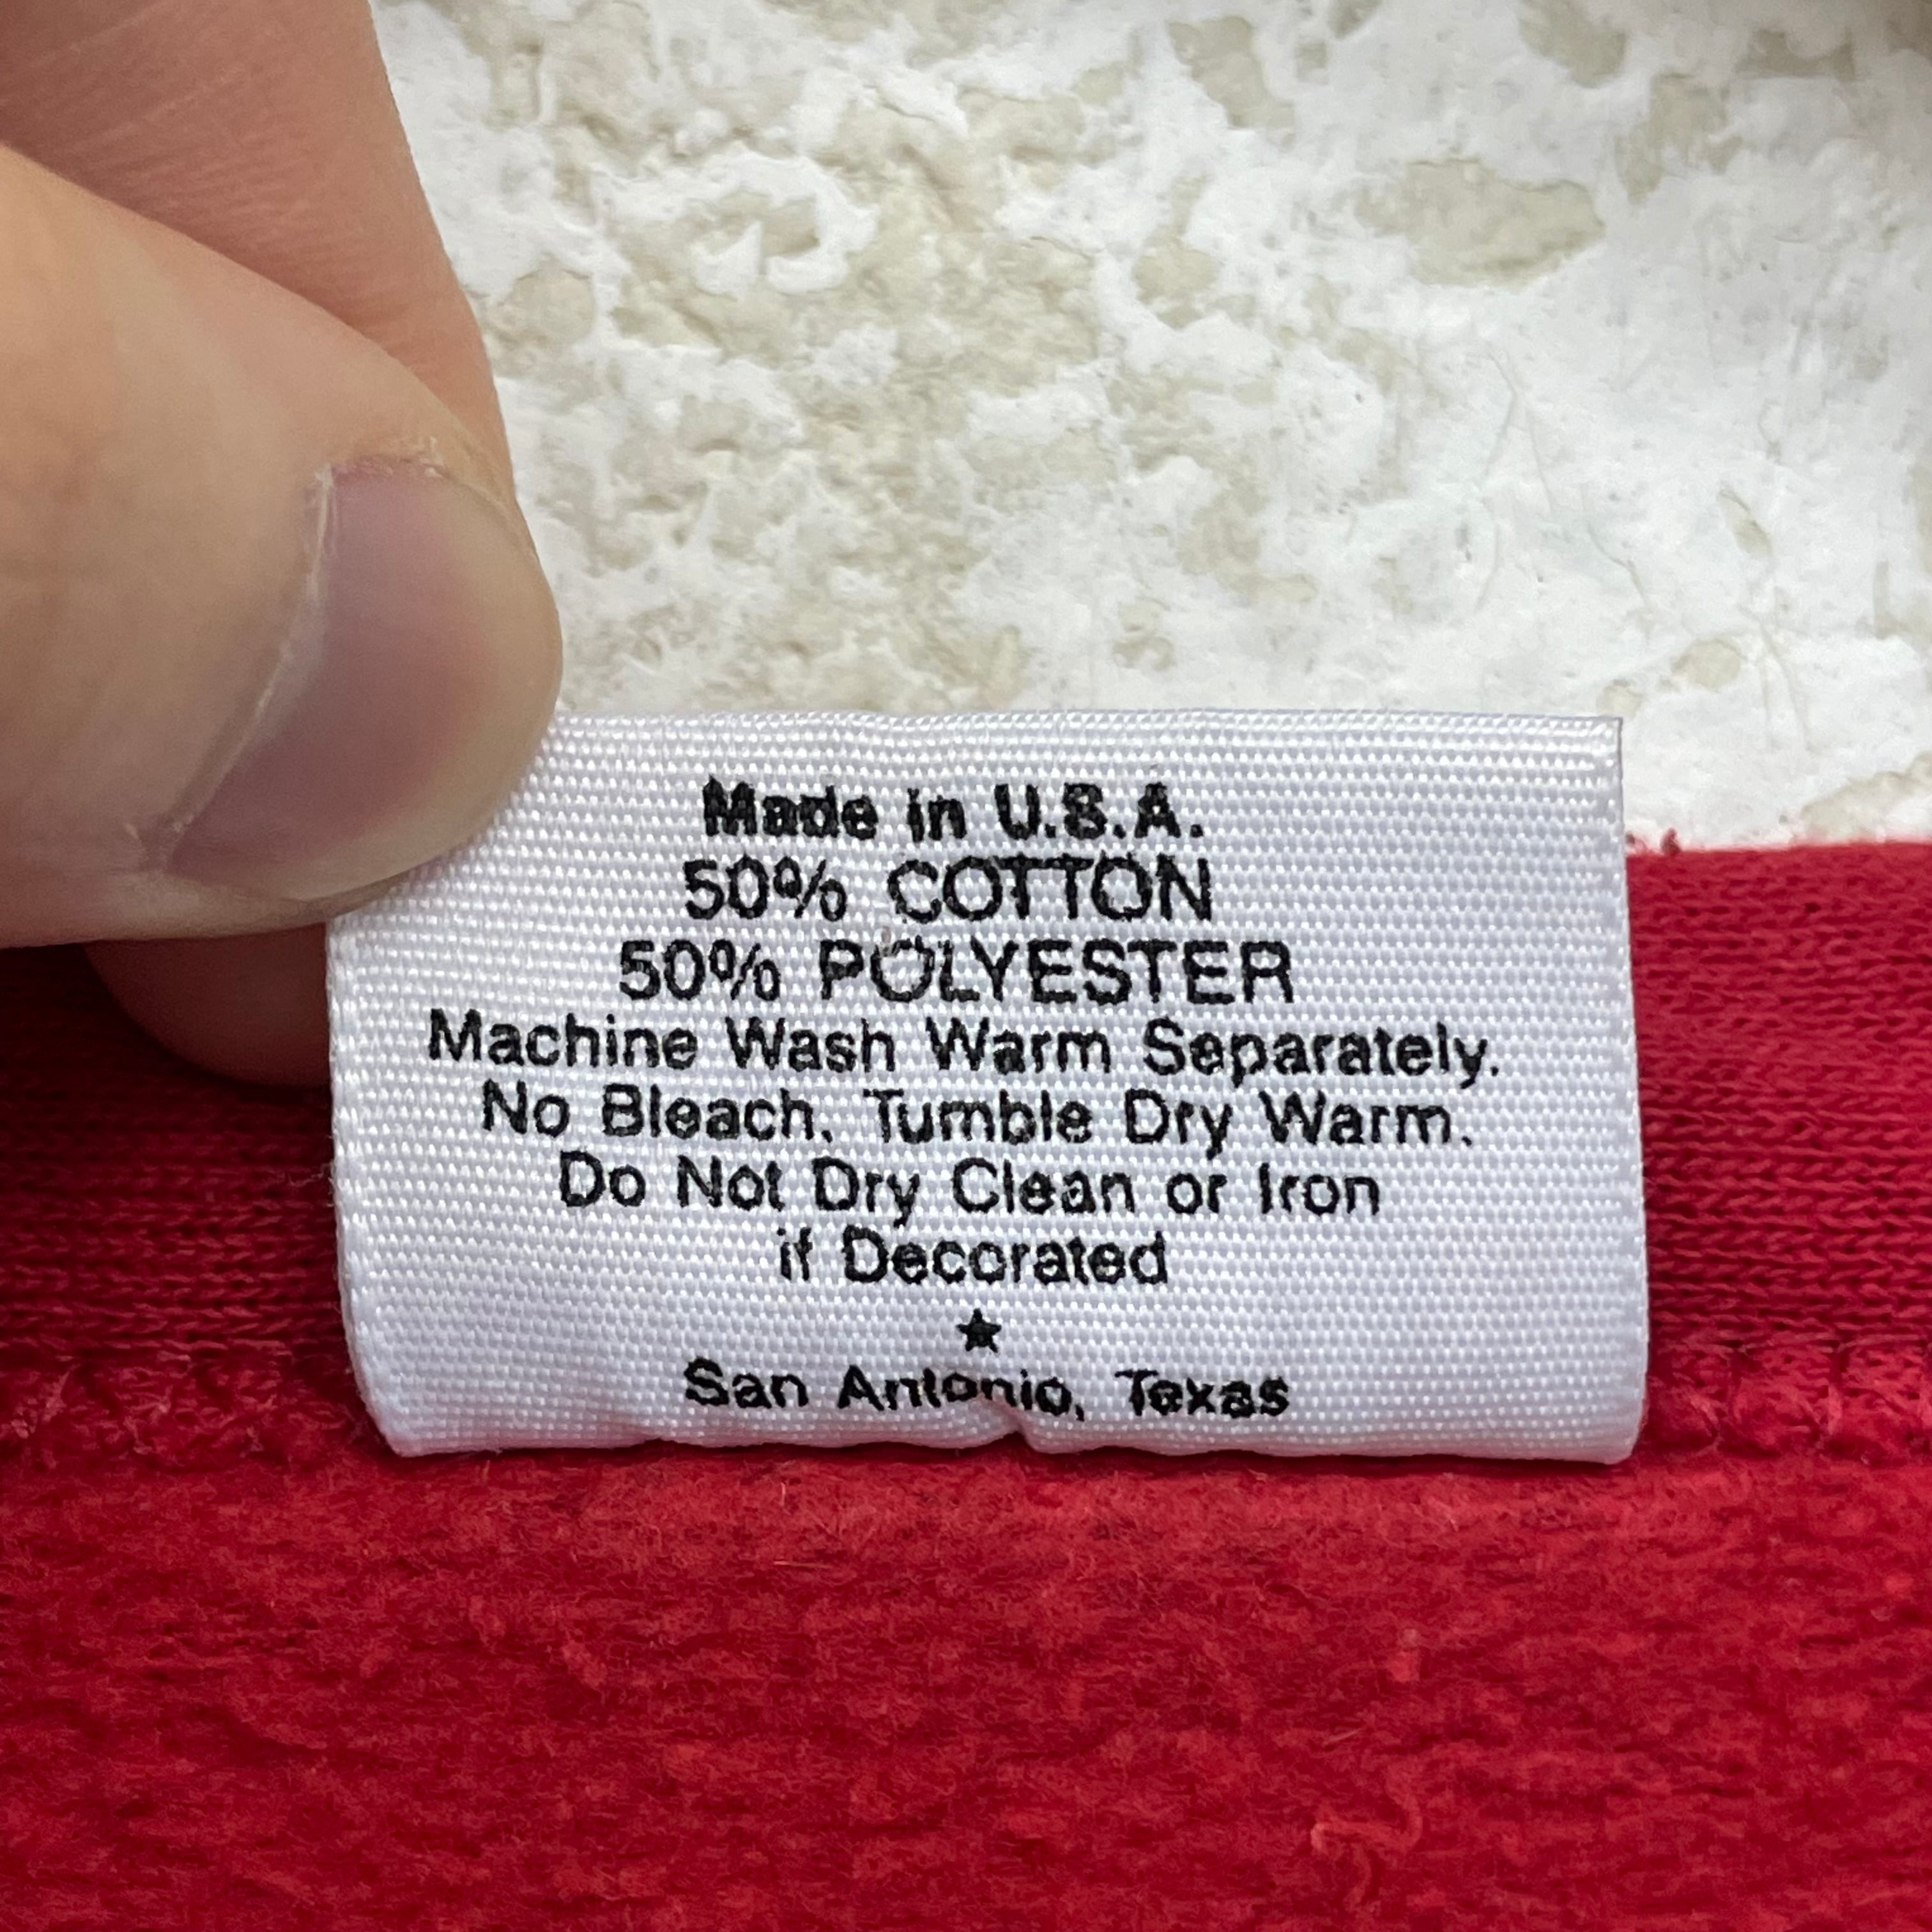 Made in U.S.A.
50% COTTON
50% POLYESTER
Machine Wash Warm Separately.
No Bleach. Tumble Dry Warm.
Do Not Dry Clean or Iron
if Decorated
★
San Antonio, Texas